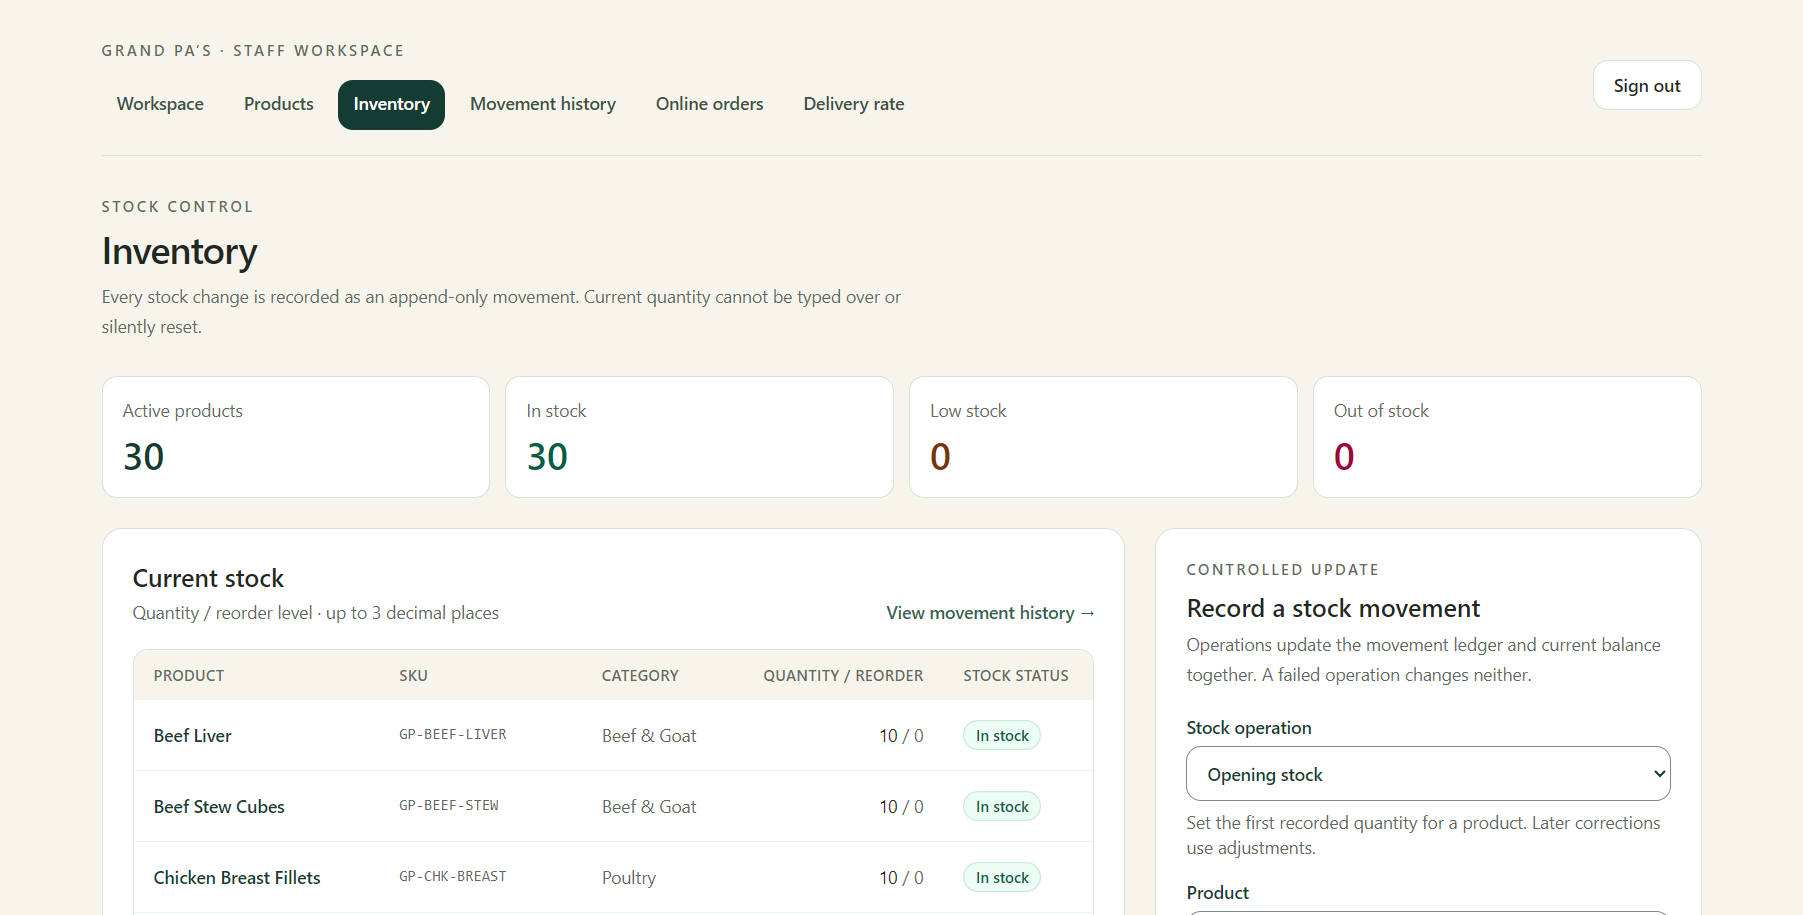 GRAND PA'S · STAFF WORKSPACE
Workspace Products Inventory Movement history Online orders Delivery rate
Sign out
STOCK CONTROL
Inventory
Every stock change is recorded as an append-only movement. Current quantity cannot be typed over or
silently reset.
Active products
30
In stock
30
Low stock
0
Out of stock
0
Current stock
Quantity / reorder level · up to 3 decimal places
View movement history →
PRODUCT SKU CATEGORY QUANTITY / REORDER STOCK STATUS
Beef Liver GP-BEEF-LIVER Beef & Goat 10 / 0 In stock
Beef Stew Cubes GP-BEEF-STEW Beef & Goat 10 / 0 In stock
Chicken Breast Fillets GP-CHK-BREAST Poultry 10 / 0 In stock
CONTROLLED UPDATE
Record a stock movement
Operations update the movement ledger and current balance
together. A failed operation changes neither.
Stock operation
Opening stock
Set the first recorded quantity for a product. Later corrections
use adjustments.
Product